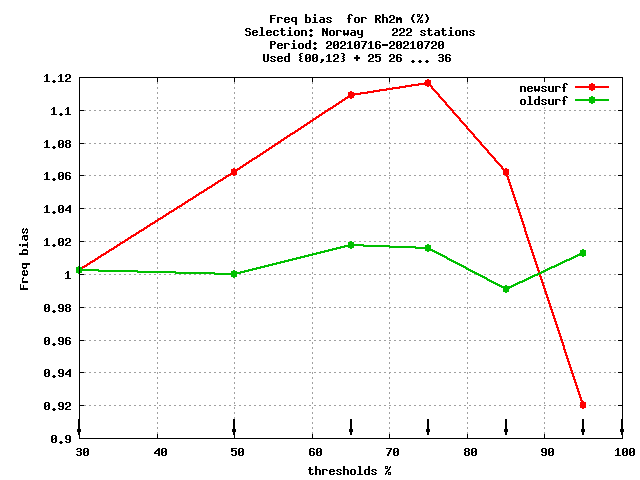 Freq bias  for Rh2m (%)
Selection: Norway    222 stations
Period: 20210716-20210720
Used {00,12} + 25 26 ... 36
newsurf
oldsurf
1.12
1.1
1.08
1.06
1.04
1.02
1
0.98
0.96
0.94
0.92
0.9
Freq bias
30 40 50 60 70 80 90 100
thresholds %